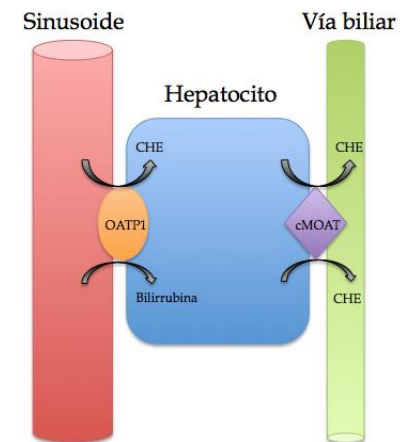 Sinusoide
Vía biliar
Hepatocito
CHE
CHE
OATP1
cMOAT
Bilirrubina
CHE